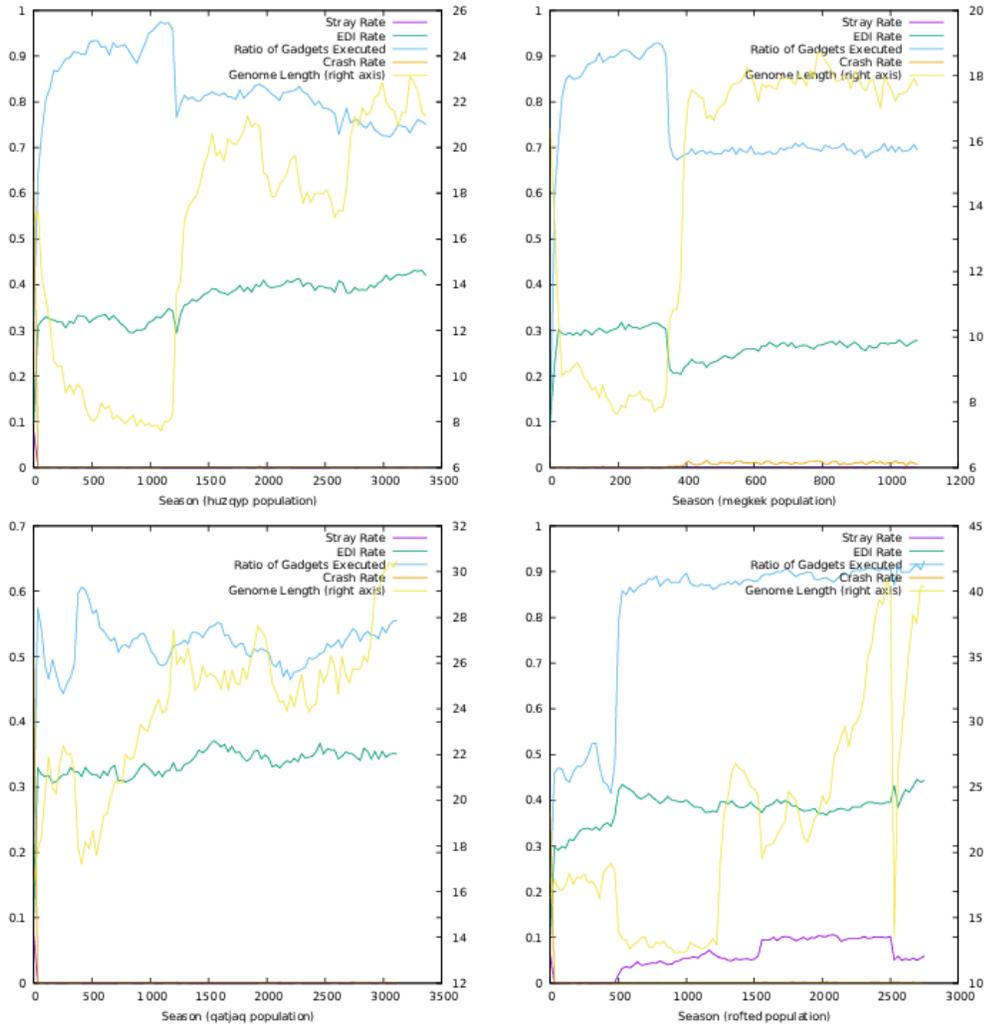 1
0.9
0.8
0.7
0.6
0.5
0.4
0.3
0.2
0.1
0
26
24
22
20
18
16
14
12
10
8
6
Stray Rate
EDI Rate
Ratio of Gadgets Executed
Crash Rate
Genome Length (right axis)
0 500 1000 1500 2000 2500 3000 3500
Season (huzqyp population)
1
0.9
0.8
0.7
0.6
0.5
0.4
0.3
0.2
0.1
0
20
18
16
14
12
10
8
6
Stray Rate
EDI Rate
Ratio of Gadgets Executed
Crash Rate
Genome Length (right axis)
0 200 400 600 800 1000 1200
Season (megkek population)
0.7
0.6
0.5
0.4
0.3
0.2
0.1
0
32
30
28
26
24
22
20
18
16
14
12
Stray Rate
EDI Rate
Ratio of Gadgets Executed
Crash Rate
Genome Length (right axis)
0 500 1000 1500 2000 2500 3000 3500
Season (qatjaq population)
1
0.9
0.8
0.7
0.6
0.5
0.4
0.3
0.2
0.1
0
45
40
35
30
25
20
15
10
Stray Rate
EDI Rate
Ratio of Gadgets Executed
Crash Rate
Genome Length (right axis)
0 500 1000 1500 2000 2500 3000
Season (rofted population)